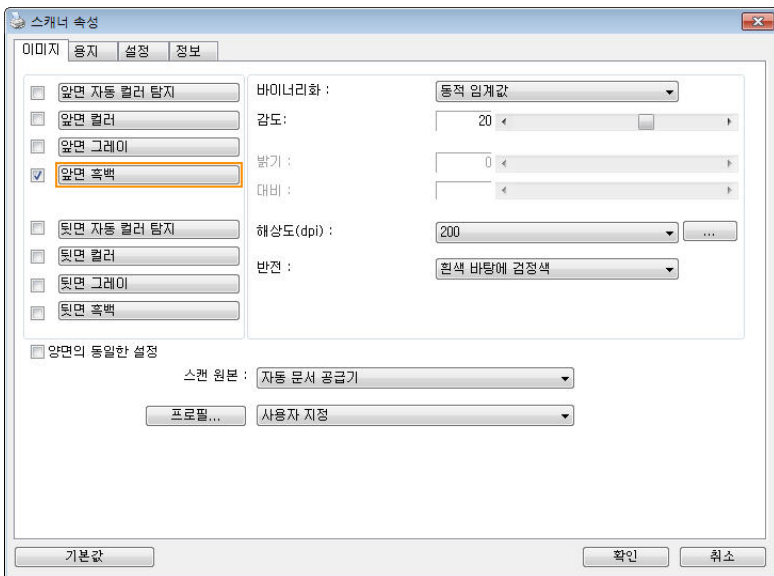 스캐너 속성
이미지 용지 설정 정보
앞면 자동 컬러 탐지
앞면 컬러
앞면 그레이
앞면 흑백
뒷면 자동 컬러 탐지
뒷면 컬러
뒷면 그레이
뒷면 흑백
바이너리화 : 동적 임계값
감도: 20
밝기 : 0
대비 :
해상도(dpi) : 200 ...
반전 : 흰색 바탕에 검정색
양면의 동일한 설정
스캔 원본 : 자동 문서 공급기
프로필... 사용자 지정
기본값 확인 취소